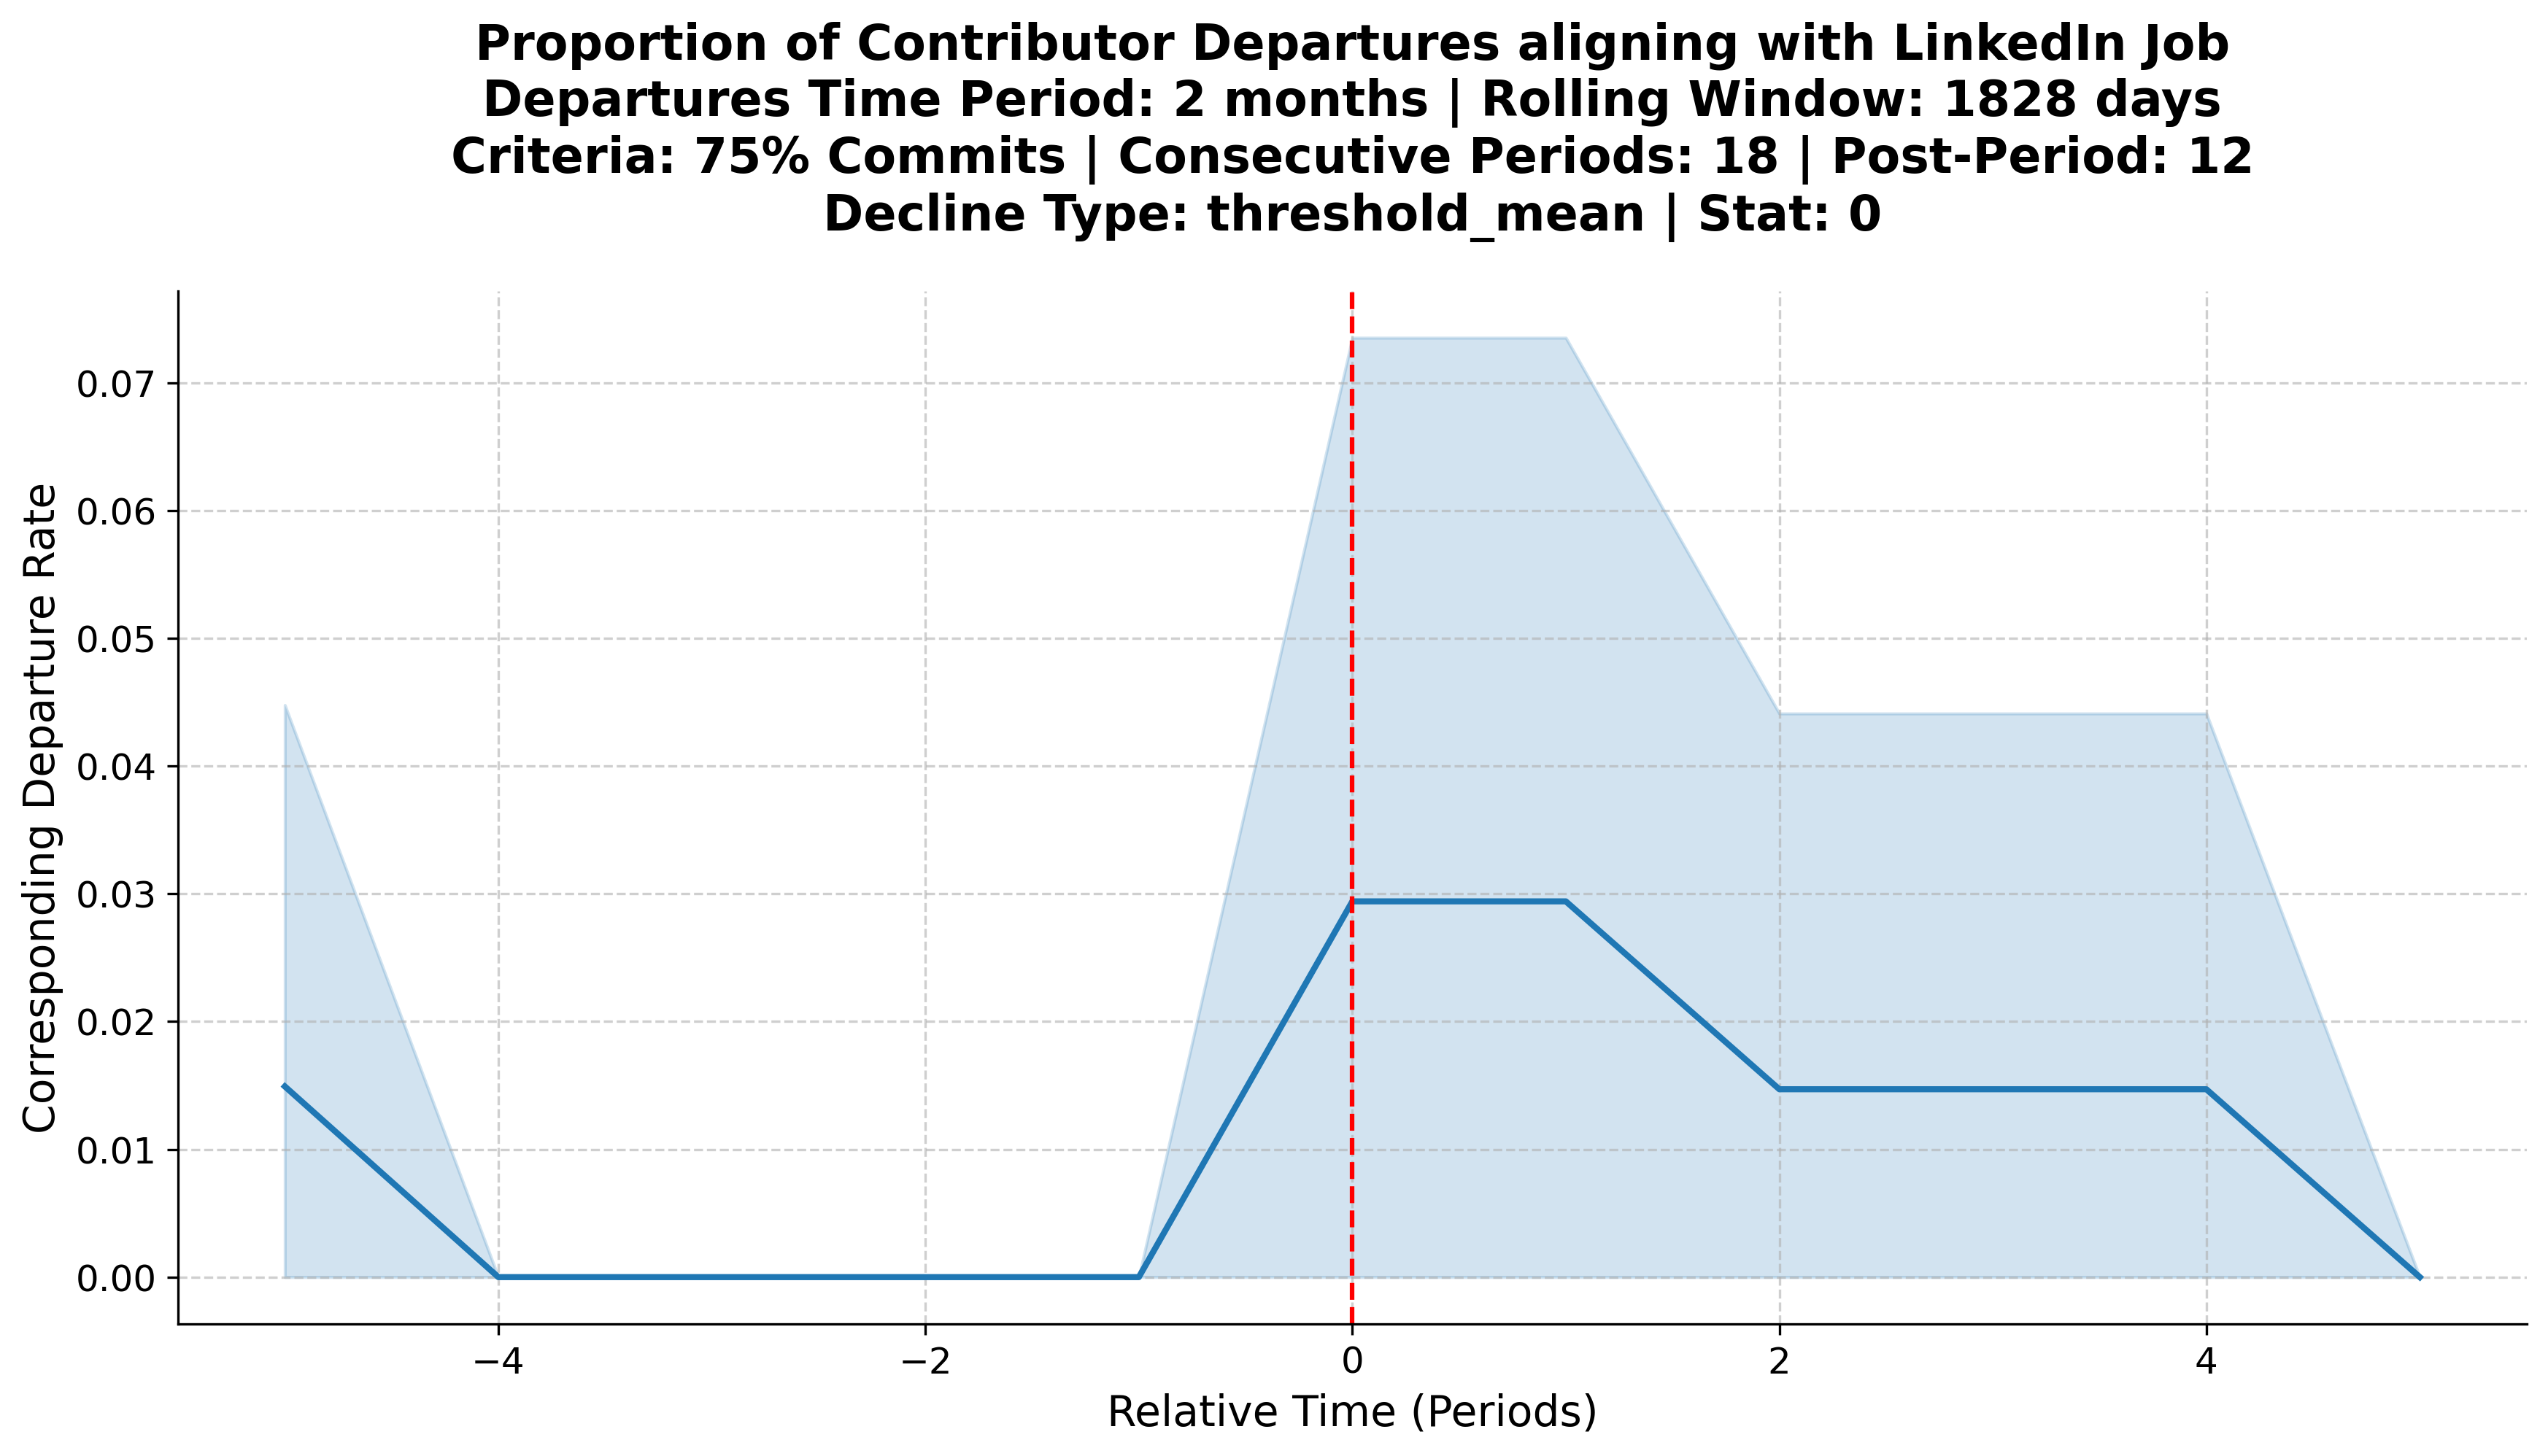 Proportion of Contributor Departures aligning with LinkedIn Job
Departures Time Period: 2 months | Rolling Window: 1828 days
Criteria: 75% Commits | Consecutive Periods: 18 | Post-Period: 12
Decline Type: threshold_mean | Stat: 0
Corresponding Departure Rate
0.07
0.06
0.05
0.04
0.03
0.02
0.01
0.00
−4 −2 0 2 4
Relative Time (Periods)